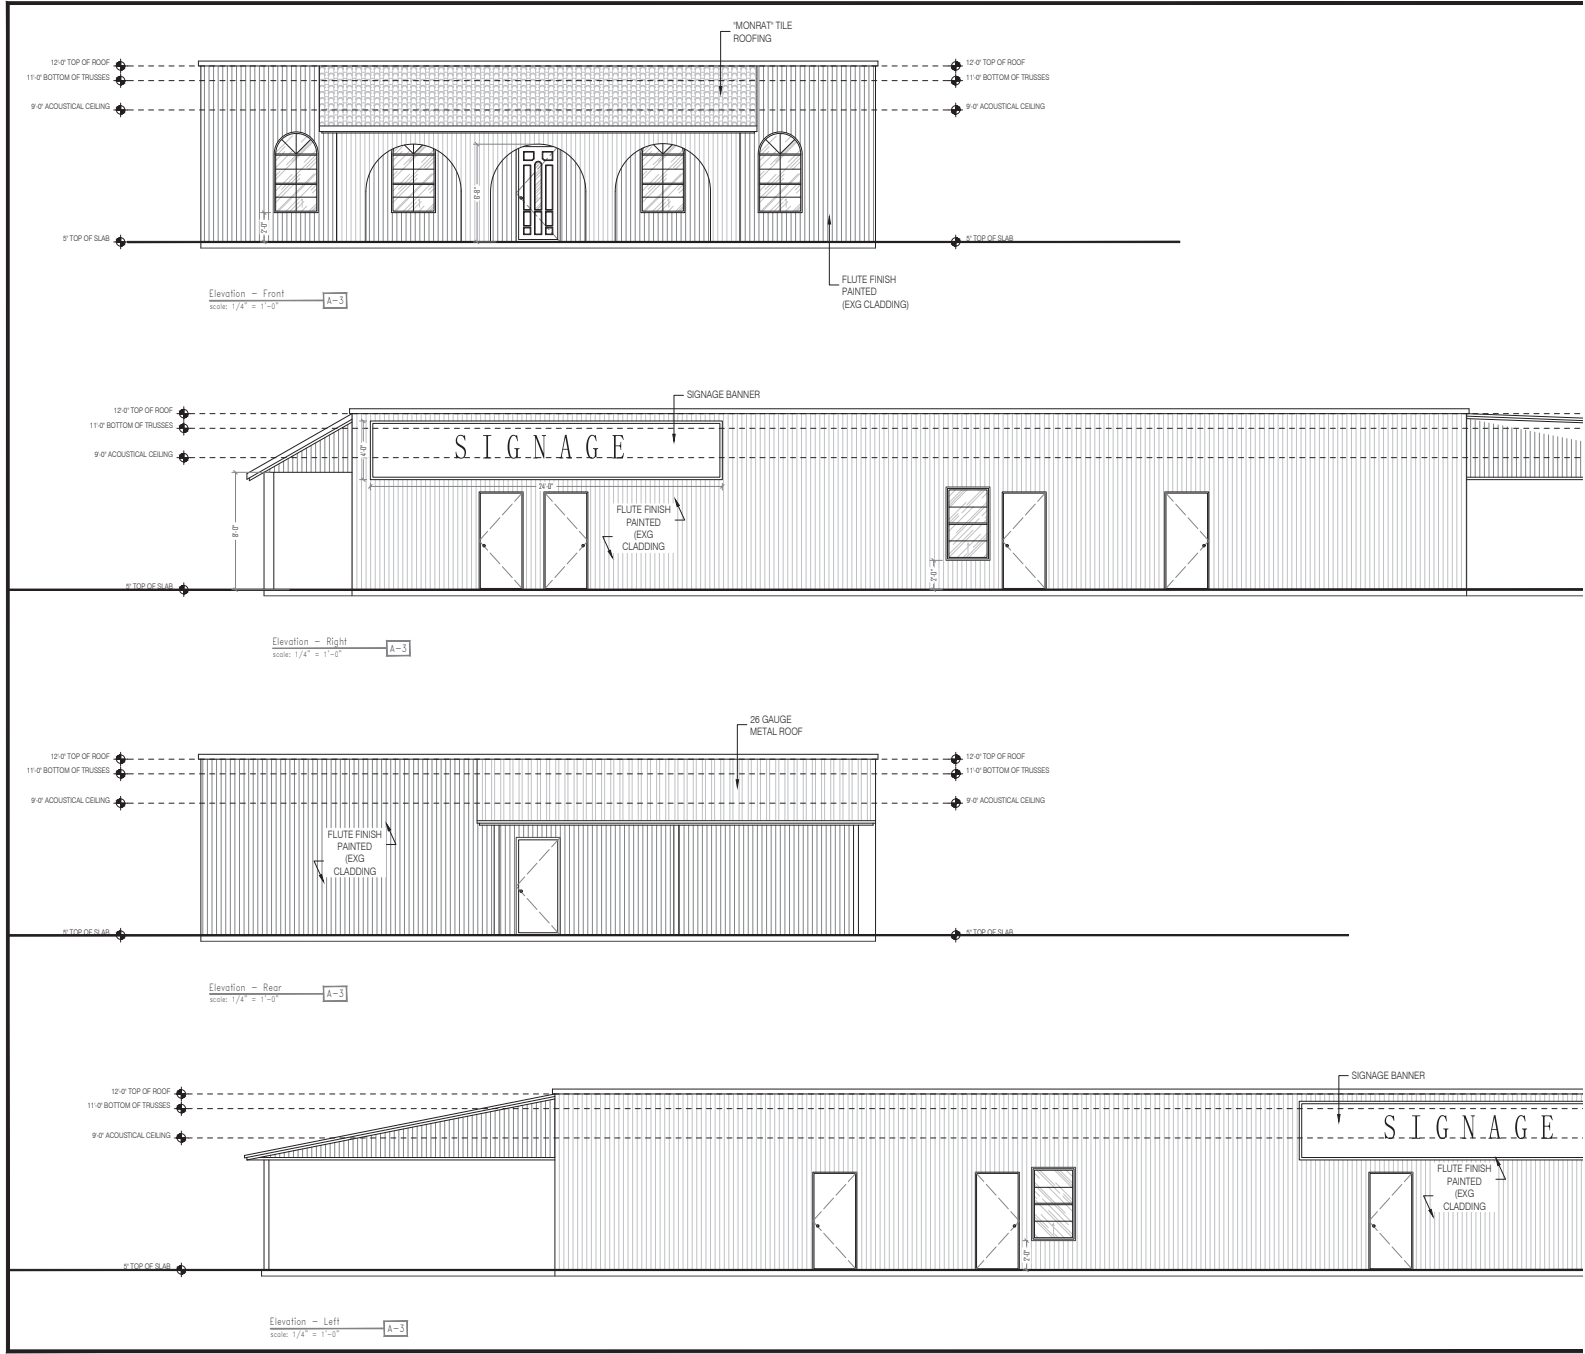 "MONRAT" TILE
ROOFING
12'-0" TOP OF ROOF
12'-0" TOP OF ROOF
11'-0" BOTTOM OF TRUSSES
11'-0" BOTTOM OF TRUSSES
9'-0" ACOUSTICAL CEILING
9'-0" ACOUSTICAL CEILING
6'-8"
2'-0"
5" TOP OF SLAB
5" TOP OF SLAB
FLUTE FINISH
PAINTED
(EXG CLADDING)
Elevation - Front
A-3
scale: 1/4" = 1'-0"
SIGNAGE BANNER
12'-0" TOP OF ROOF
11'-0" BOTTOM OF TRUSSES
9'-0" ACOUSTICAL CEILING
4'-0"
SIGNAGE
24'-0"
8'-0"
FLUTE FINISH
PAINTED
(EXG
CLADDING
2'-0"
5" TOP OF SLAB
Elevation - Right
A-3
scale: 1/4" = 1'-0"
26 GAUGE
METAL ROOF
12'-0" TOP OF ROOF
12'-0" TOP OF ROOF
11'-0" BOTTOM OF TRUSSES
11'-0" BOTTOM OF TRUSSES
9'-0" ACOUSTICAL CEILING
9'-0" ACOUSTICAL CEILING
FLUTE FINISH
PAINTED
(EXG
CLADDING
5" TOP OF SLAB
5" TOP OF SLAB
Elevation - Rear
A-3
scale: 1/4" = 1'-0"
SIGNAGE BANNER
12'-0" TOP OF ROOF
11'-0" BOTTOM OF TRUSSES
9'-0" ACOUSTICAL CEILING
SIGNAGE
FLUTE FINISH
PAINTED
(EXG
CLADDING
2'-0"
5" TOP OF SLAB
Elevation - Left
A-3
scale: 1/4" = 1'-0"